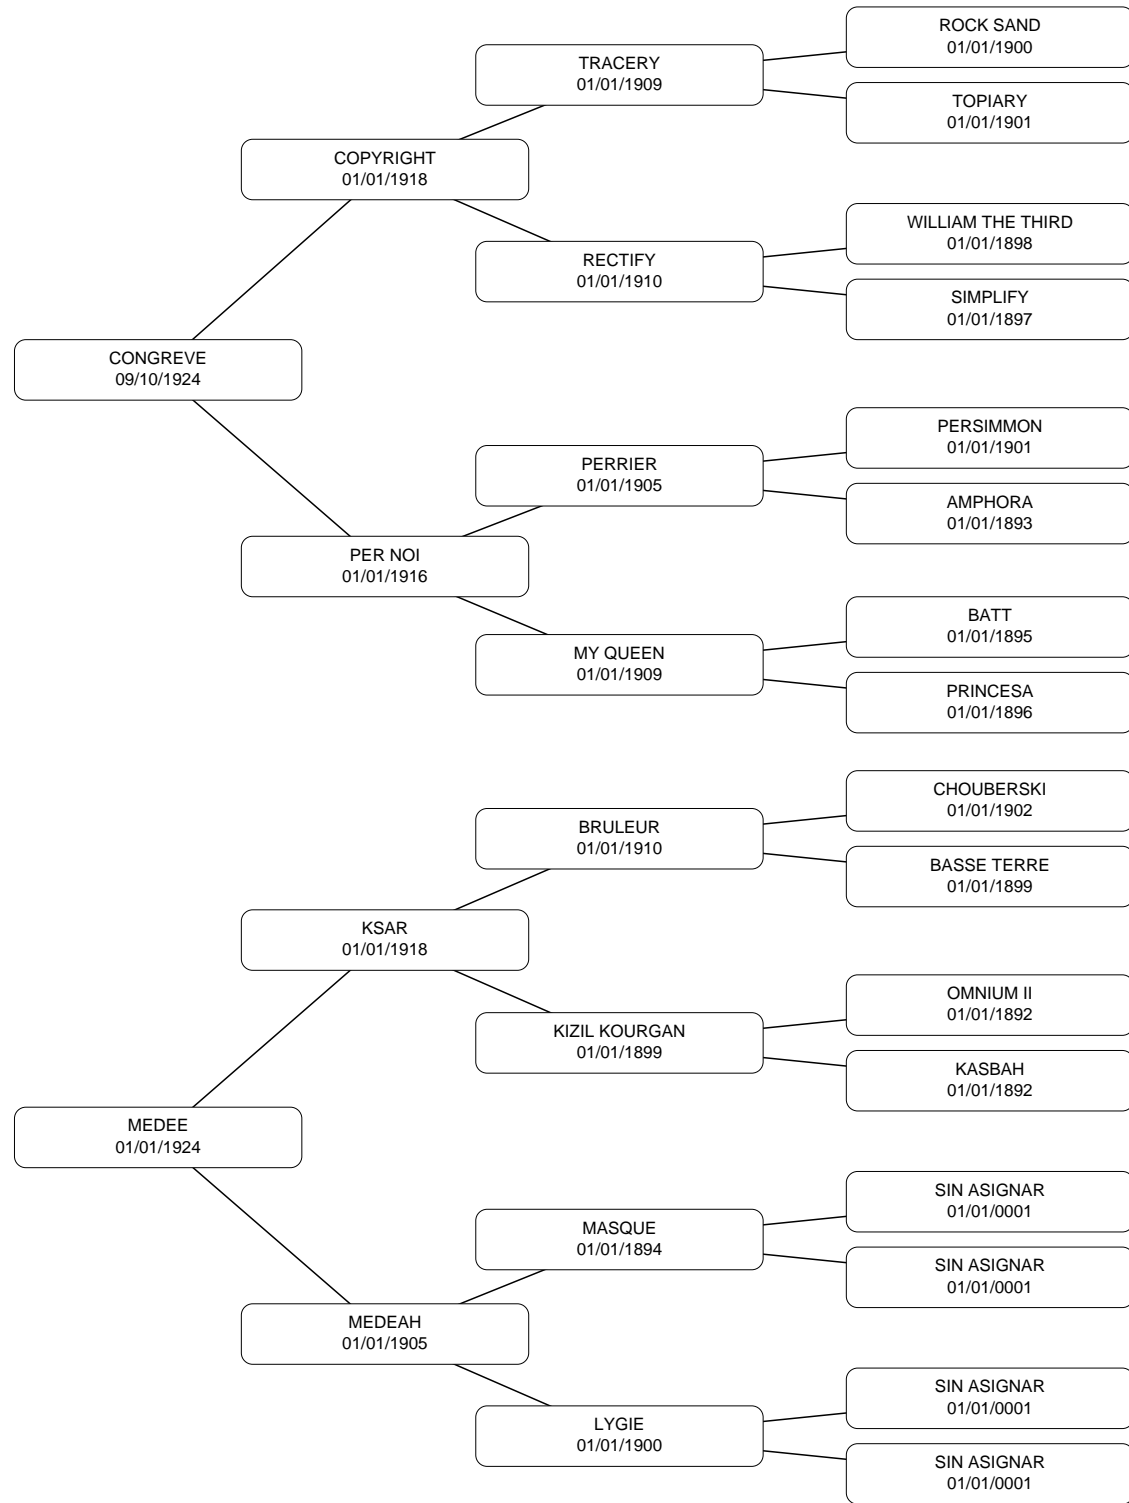 ROCK SAND
01/01/1900
TRACERY
01/01/1909
TOPIARY
01/01/1901
COPYRIGHT
01/01/1918
WILLIAM THE THIRD
01/01/1898
RECTIFY
01/01/1910
SIMPLIFY
01/01/1897
CONGREVE
09/10/1924
PERSIMMON
01/01/1901
PERRIER
01/01/1905
AMPHORA
01/01/1893
PER NOI
01/01/1916
BATT
01/01/1895
MY QUEEN
01/01/1909
PRINCESA
01/01/1896
CHOUBERSKI
01/01/1902
BRULEUR
01/01/1910
BASSE TERRE
01/01/1899
KSAR
01/01/1918
OMNIUM II
01/01/1892
KIZIL KOURGAN
01/01/1899
KASBAH
01/01/1892
MEDEE
01/01/1924
SIN ASIGNAR
01/01/0001
MASQUE
01/01/1894
SIN ASIGNAR
01/01/0001
MEDEAH
01/01/1905
SIN ASIGNAR
01/01/0001
LYGIE
01/01/1900
SIN ASIGNAR
01/01/0001